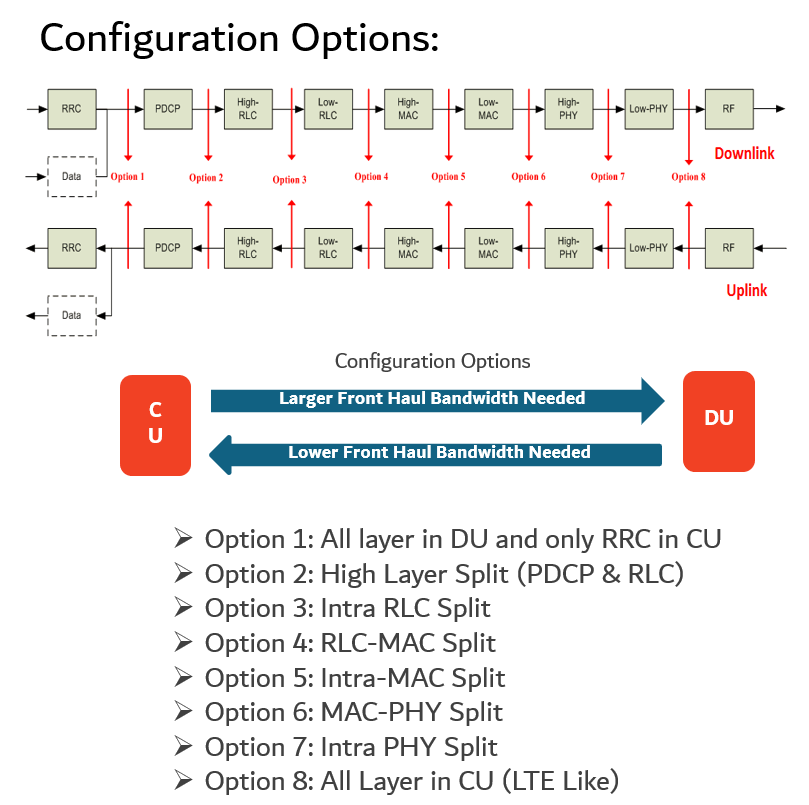 Configuration Options:
RRC PDCP High-RLC Low-RLC High-MAC Low-MAC High-PHY Low-PHY RF
Downlink
Data Option 1 Option 2 Option 3 Option 4 Option 5 Option 6 Option 7 Option 8
RRC PDCP High-RLC Low-RLC High-MAC Low-MAC High-PHY Low-PHY RF
Uplink
Data
Configuration Options
CU
Larger Front Haul Bandwidth Needed
DU
Lower Front Haul Bandwidth Needed
➢ Option 1: All layer in DU and only RRC in CU
➢ Option 2: High Layer Split (PDCP & RLC)
➢ Option 3: Intra RLC Split
➢ Option 4: RLC-MAC Split
➢ Option 5: Intra-MAC Split
➢ Option 6: MAC-PHY Split
➢ Option 7: Intra PHY Split
➢ Option 8: All Layer in CU (LTE Like)